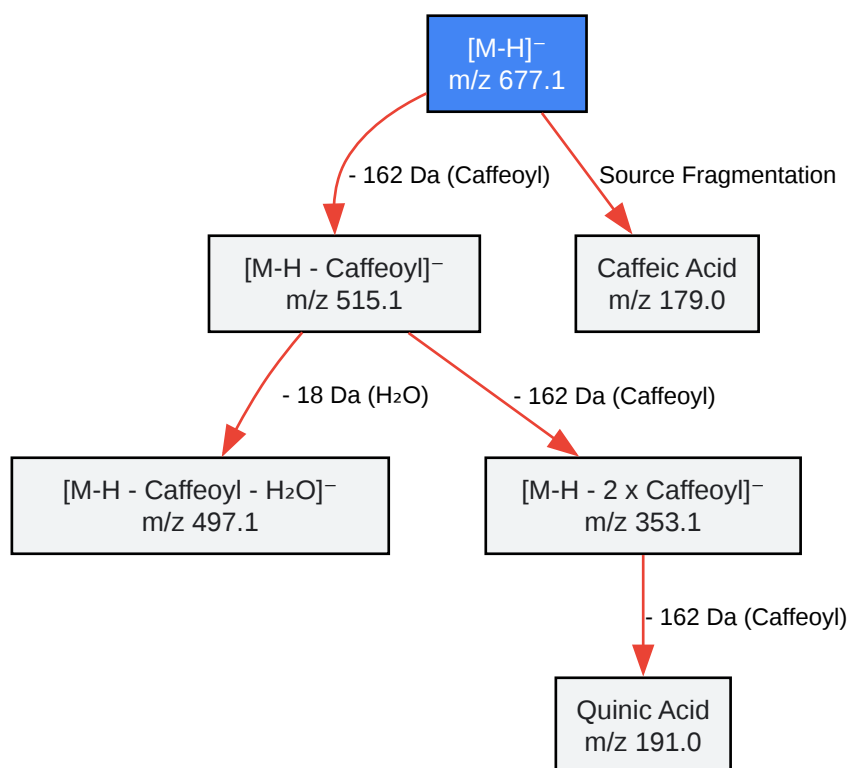 [M-H]⁻
m/z 677.1
- 162 Da (Caffeoyl)
Source Fragmentation
[M-H - Caffeoyl]⁻
m/z 515.1
Caffeic Acid
m/z 179.0
- 18 Da (H₂O)
- 162 Da (Caffeoyl)
[M-H - Caffeoyl - H₂O]⁻
m/z 497.1
[M-H - 2 x Caffeoyl]⁻
m/z 353.1
- 162 Da (Caffeoyl)
Quinic Acid
m/z 191.0